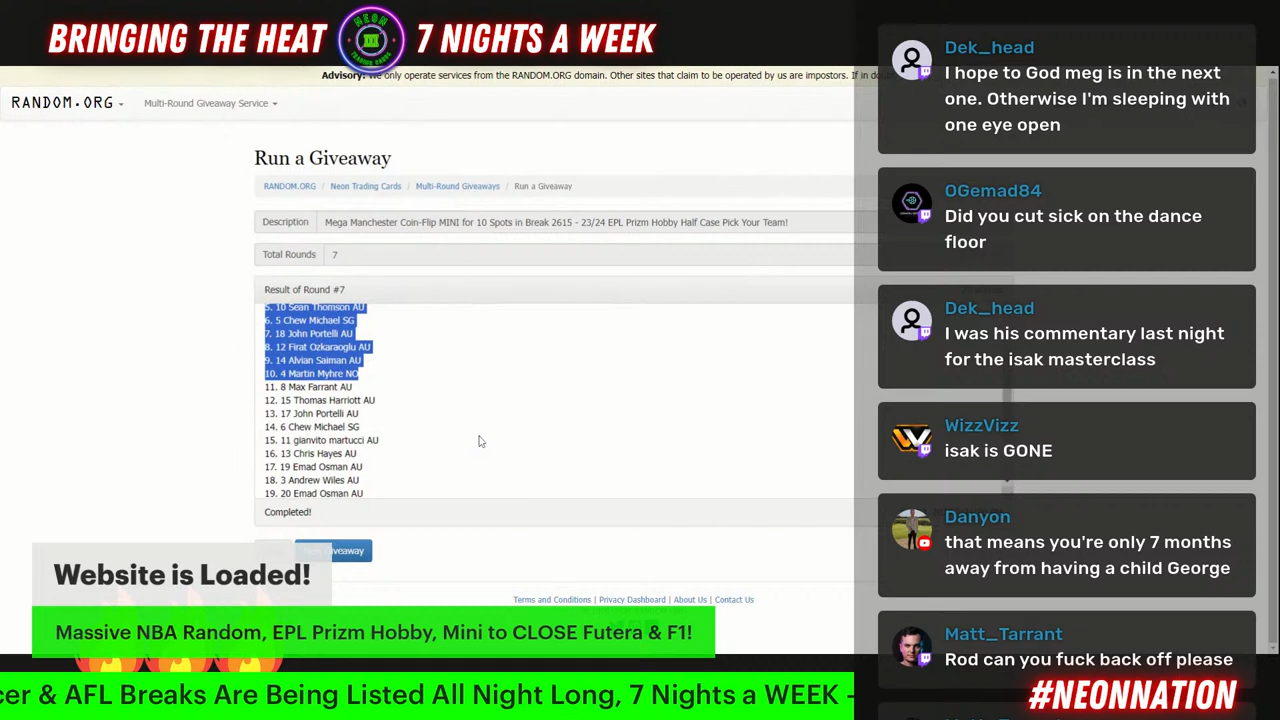 BRINGING THE HEAT
NEON
TRADING CARDS
7 NIGHTS A WEEK
Advisory: We only operate services from the RANDOM.ORG domain. Other sites that claim to be operated by us are impostors. If in
RANDOM.ORG
Multi-Round Giveaway Service
Run a Giveaway
RANDOM.ORG / Neon Trading Cards / Multi-Round Giveaways / Run a Giveaway
Description
Mega Manchester Coin-Flip MINI for 10 Spots in Break 2615 - 23/24 EPL Prizm Hobby Half Case Pick Your Team!
Total Rounds
7
Result of Round #7
5. 10 Sean Thomson AU
6. 5 Chew Michael SG
7. 18 John Portelli AU
8. 12 Firat Ozkaraoglu AU
9. 14 Alvian Saiman AU
10. 4 Martin Myhre NO
11. 8 Max Farrant AU
12. 15 Thomas Harriott AU
13. 17 John Portelli AU
14. 6 Chew Michael SG
15. 11 gianvito martucci AU
16. 13 Chris Hayes AU
17. 19 Emad Osman AU
18. 3 Andrew Wiles AU
19. 20 Emad Osman AU
Completed!
Giveaway
Terms and Conditions | Privacy Dashboard | About Us | Contact Us
Website is Loaded!
Massive NBA Random, EPL Prizm Hobby, Mini to CLOSE Futera & F1!
cer & AFL Breaks Are Being Listed All Night Long, 7 Nights a WEEK -
Dek_head
I hope to God meg is in the next
one. Otherwise I'm sleeping with
one eye open
OGemad84
Did you cut sick on the dance
floor
Dek_head
I was his commentary last night
for the isak masterclass
WizzVizz
isak is GONE
Danyon
that means you're only 7 months
away from having a child George
Matt_Tarrant
Rod can you fuck back off please
#NEONNATION